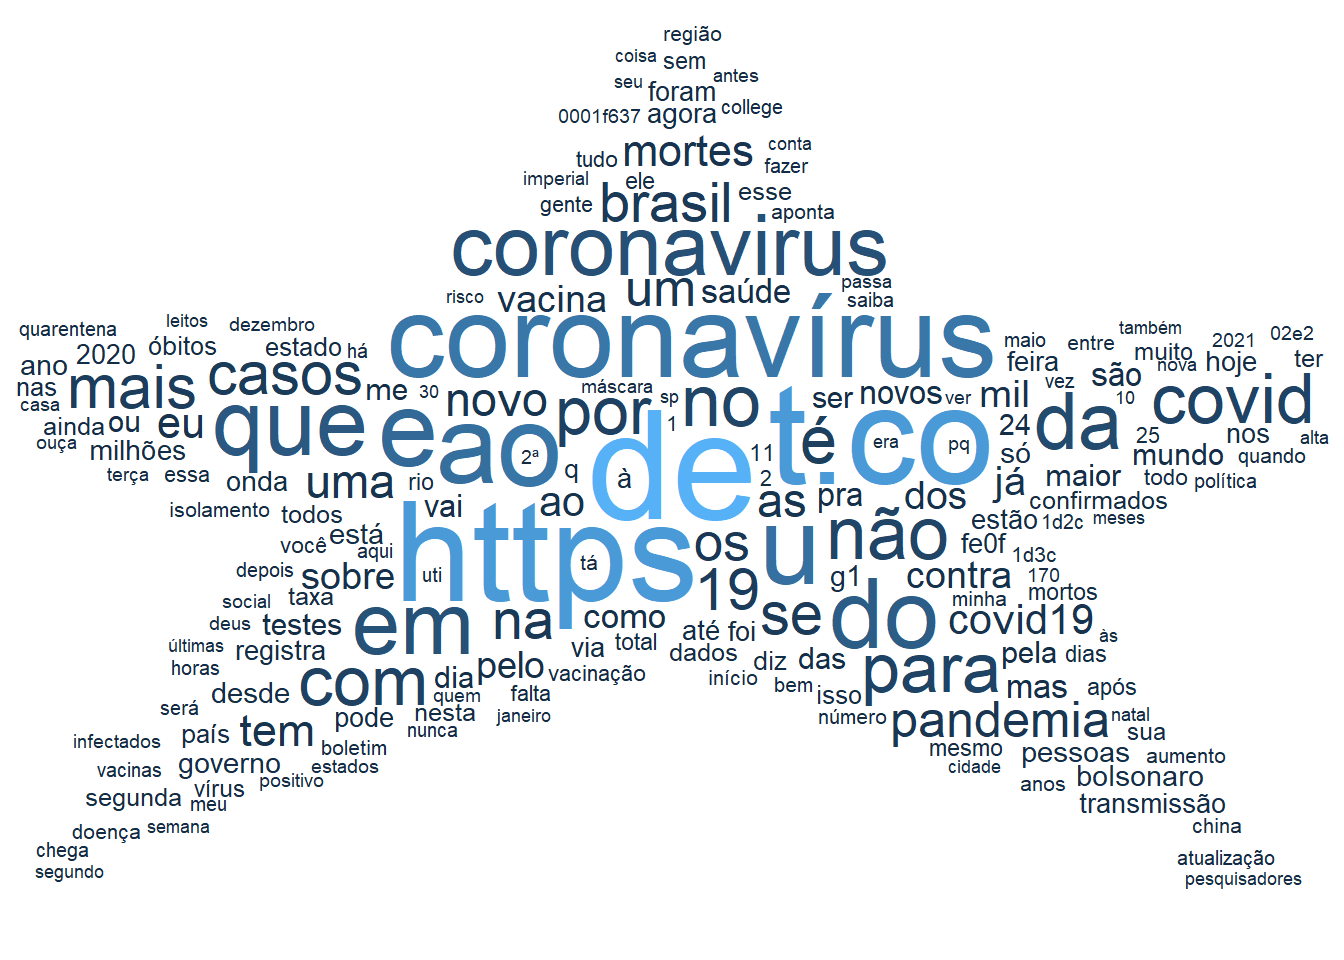 região
coisa sem
seu antes
foram
0001f637 agora college
mortes conta
tudo fazer
imperial ele
gente brasil esse
aponta
coronavirus
risco vacina um saúde passa
saiba
quarentena leitos dezembro coronavírus maio entre também 2021 02e2
ano 2020 óbitos estado há feira muito nova hoje ter
nas mais casos me 30 máscara sp ser novos ver mil vez são 10 covid
casa novo por 1 no
ainda ou eu que e ao de t.co é era pq 24 da 25 nos alta
ouça milhões 2ª 11 só mundo quando
terça essa onda uma rio q à 2 já maior todo política
isolamento todos vai ao as pra dos confirmados
você está aqui https os u não estão 1d2c meses
fe0f 1d3c
depois sobre uti tá 19 g1 contra 170
social taxa minha mortos
deus testes em na como até foi se do covid19 às
últimas registra via total dados diz das pela dias
horas com dia pelo vacinação início bem para
desde quem falta isso mas após
será pode nesta janeiro número pandemia natal
infectados país tem nunca sua
boletim mesmo pessoas aumento
vacinas governo estados cidade
vírus positivo anos bolsonaro
segunda meu transmissão
doença semana china
chega atualização
segundo pesquisadores